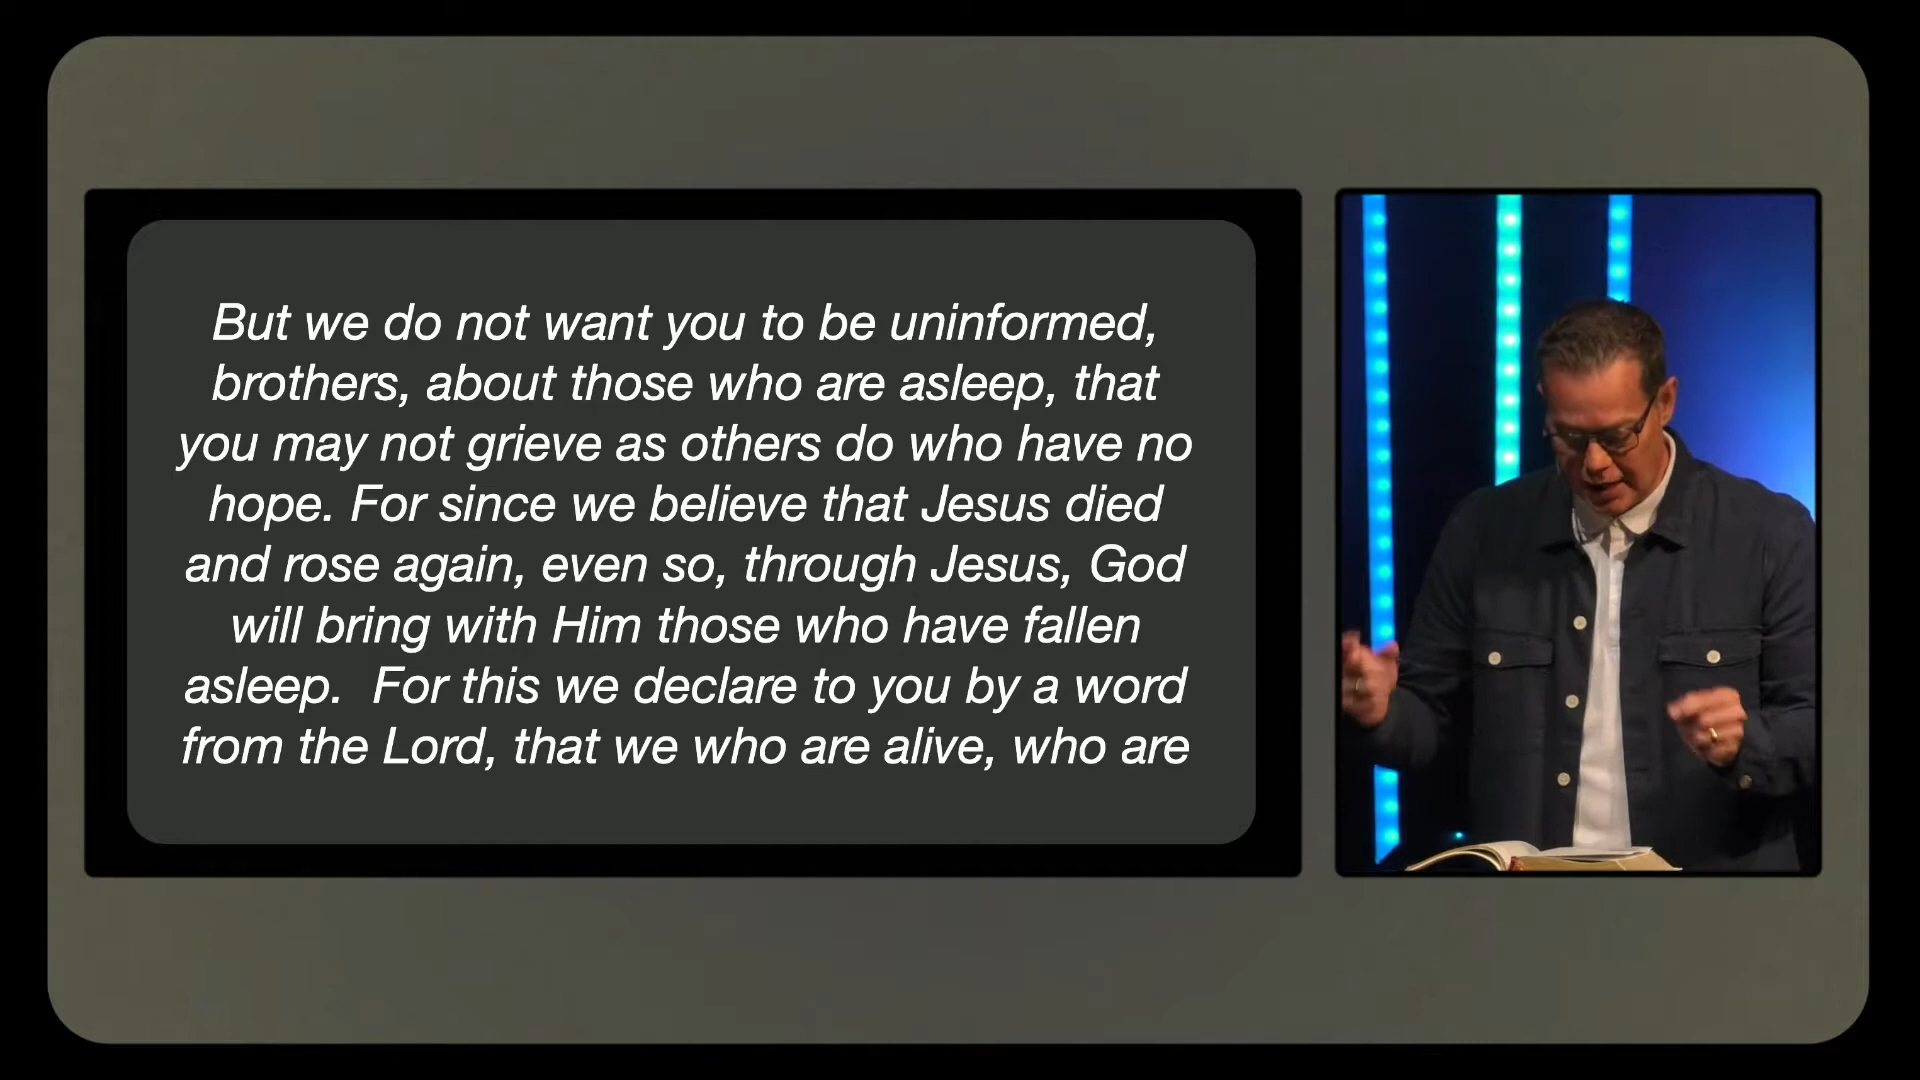 But we do not want you to be uninformed,
brothers, about those who are asleep, that
you may not grieve as others do who have no
hope. For since we believe that Jesus died
and rose again, even so, through Jesus, God
will bring with Him those who have fallen
asleep.  For this we declare to you by a word
from the Lord, that we who are alive, who are